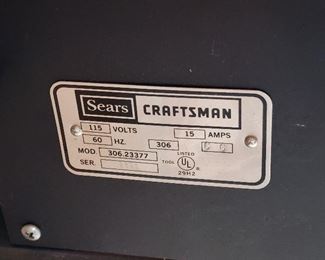 Sears CRAFTSMAN
115 VOLTS 15 AMPS
60 HZ. 306
MOD. 306.23377 LISTED
SER. TOOL UL ®
29H2